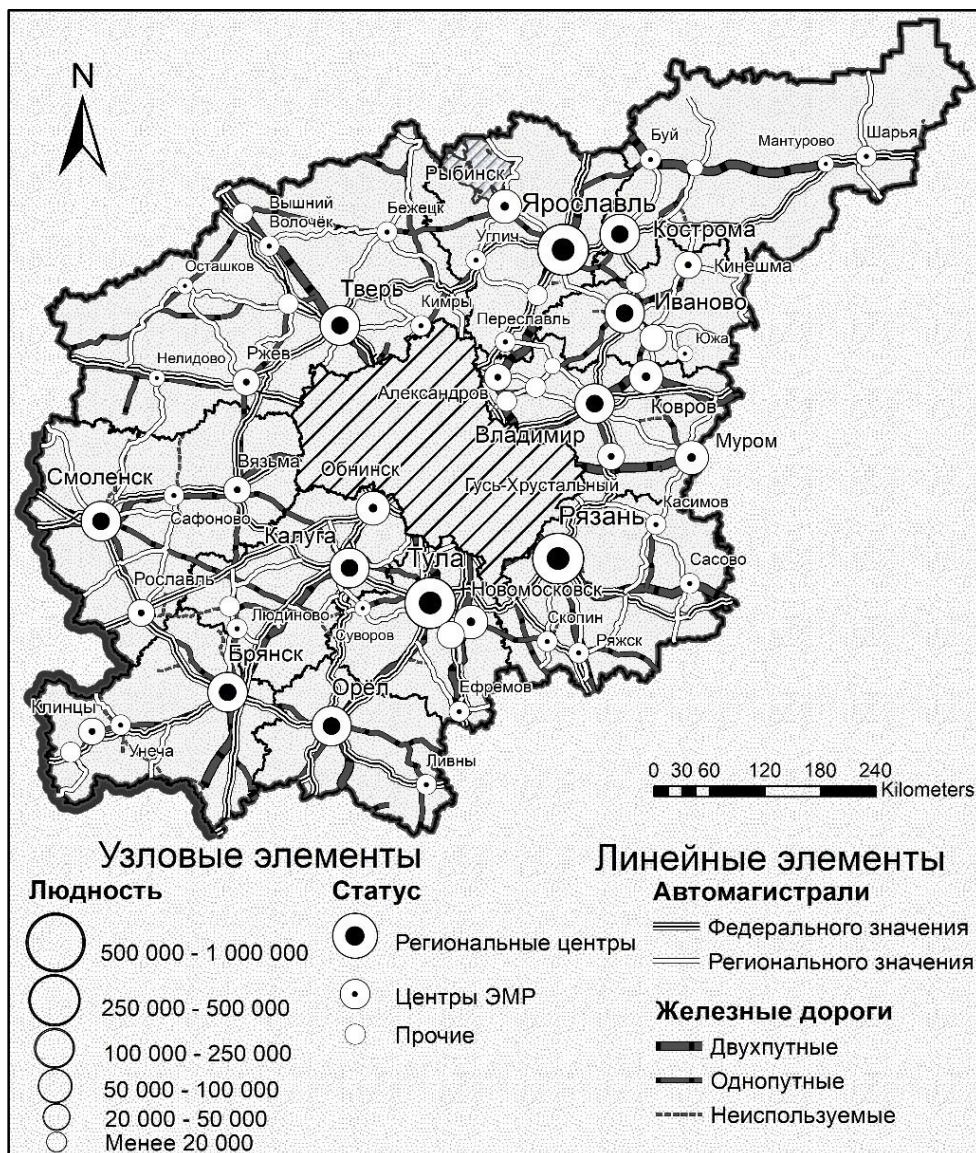 N
Буй
Мантурово
Шарья
Рыбинск
Ярославль
Вышний
Волочёк
Бежецк
Углич
Кострома
Осташков
Тверь
Кимры
Кинешма
Иваново
Переславль
Южа
Нелидово
Ржев
Александров
Ковров
Владимир
Муром
Смоленск
Вязьма
Обнинск
Гусь-Хрустальный
Касимов
Сафоново
Калуга
Рязань
Тула
Сасово
Рославль
Новомосковск
Людиново
Суворов
Скопин
Ряжск
Брянск
Орёл
Ефремов
Клинцы
Унеча
Ливны
0 30 60 120 180 240
Kilometers
Узловые элементы
Людность
500 000 - 1 000 000
250 000 - 500 000
100 000 - 250 000
50 000 - 100 000
20 000 - 50 000
Менее 20 000
Статус
Региональные центры
Центры ЭМР
Прочие
Линейные элементы
Автомагистрали
Федерального значения
Регионального значения
Железные дороги
Двухпутные
Однопутные
Неиспользуемые